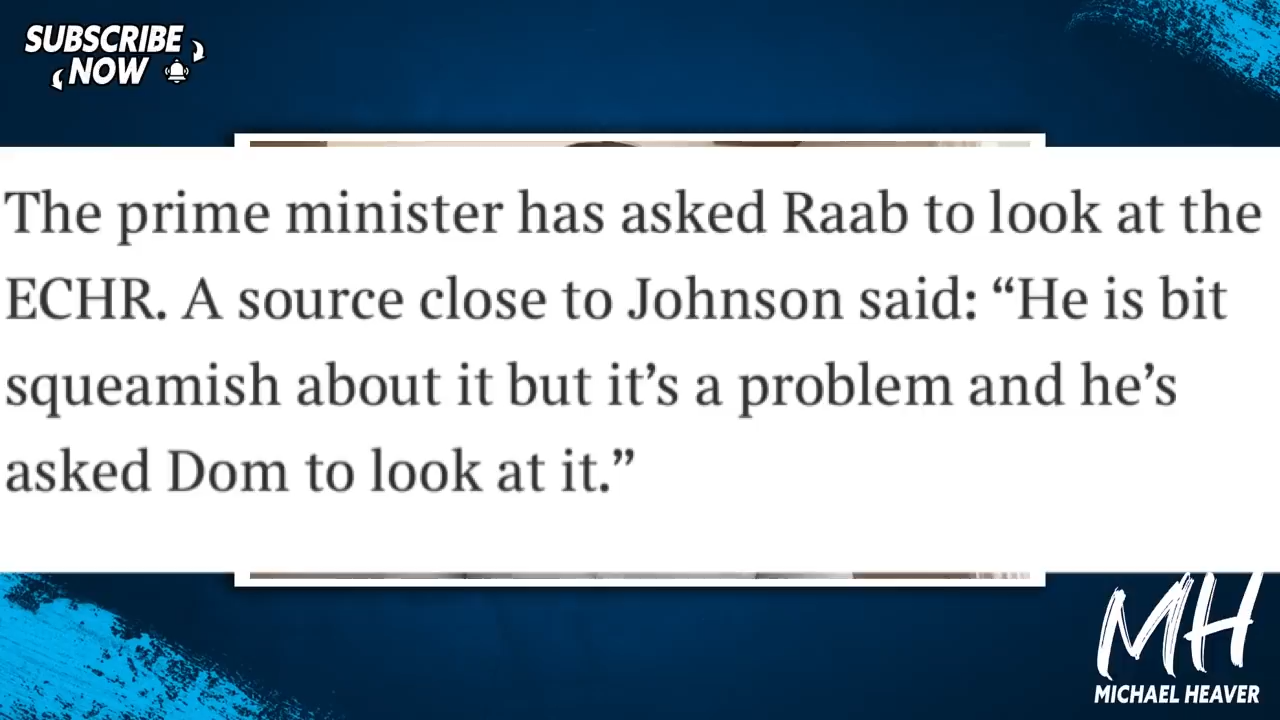 SUBSCRIBE
NOW
The prime minister has asked Raab to look at the
ECHR. A source close to Johnson said: “He is bit
squeamish about it but it’s a problem and he’s
asked Dom to look at it.”
MH
MICHAEL HEAVER